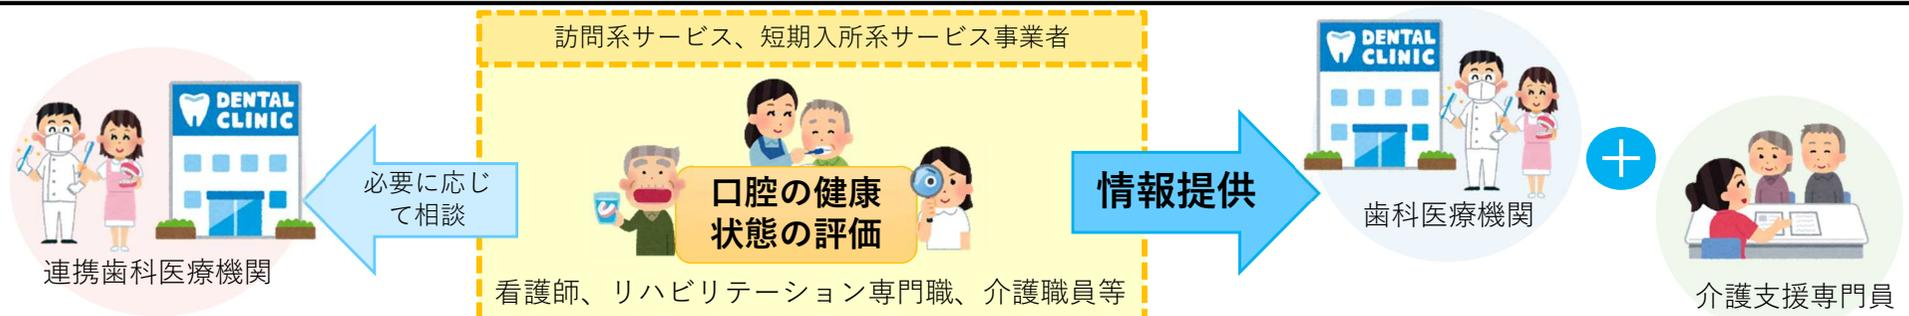 訪問系サービス、短期入所系サービス事業者
DENTAL
CLINIC
連携歯科医療機関
必要に応じ
て相談
口腔の健康
状態の評価
看護師、リハビリテーション専門職、介護職員等
情報提供
DENTAL
CLINIC
歯科医療機関
+
介護支援専門員